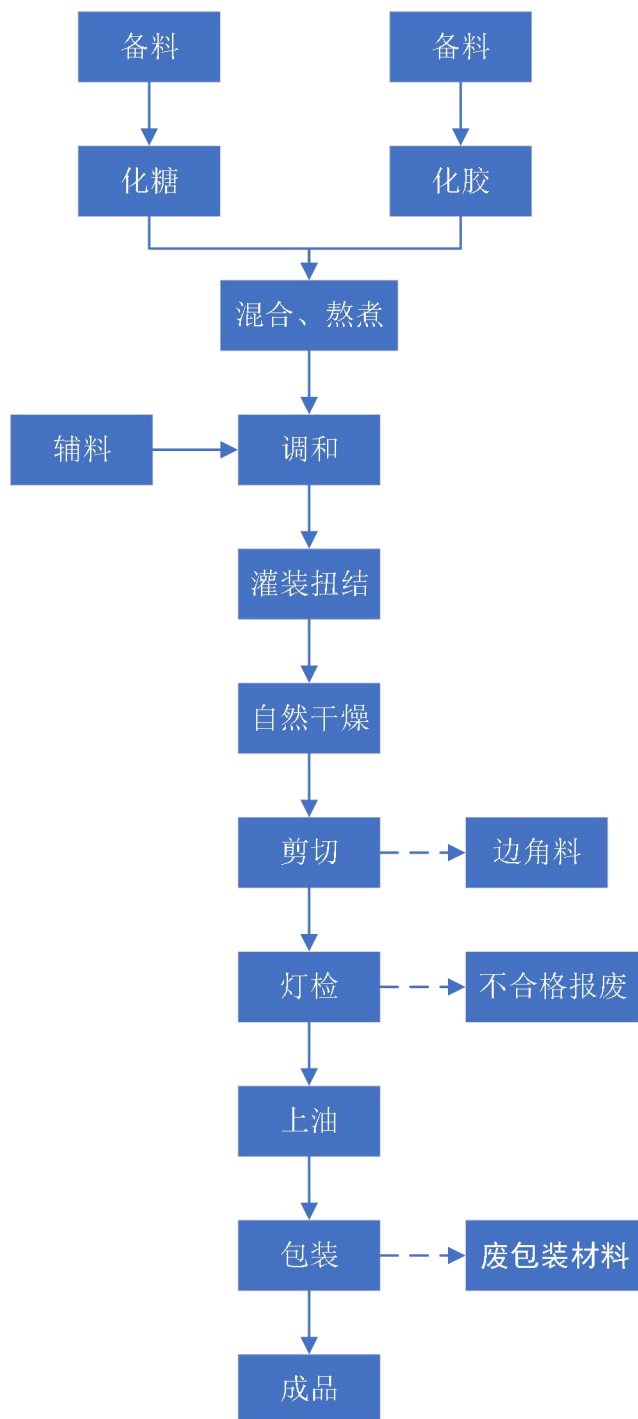 备料
备料
化糖
化胶
混合、熬煮
辅料
调和
灌装扭结
自然干燥
剪切
边角料
灯检
不合格报废
上油
包装
废包装材料
成品